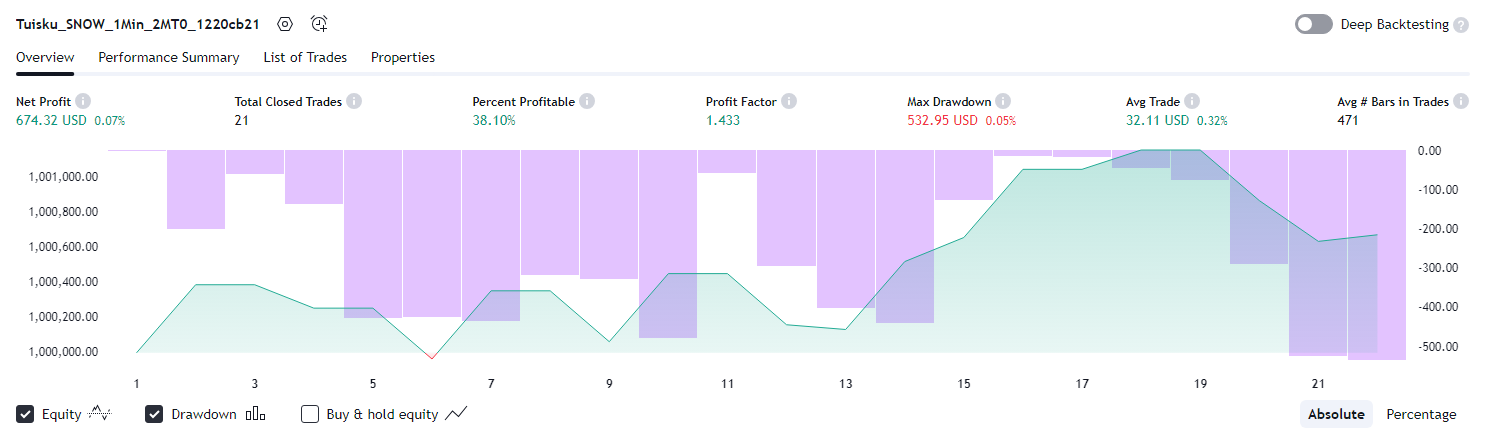 Tuisku_SNOW_1Min_2MT0_1220cb21 Deep Backtesting ?
Overview Performance Summary List of Trades Properties
Net Profit Total Closed Trades Percent Profitable Profit Factor Max Drawdown Avg Trade Avg # Bars in Trades
674.32 USD 0.07% 21 38.10% 1.433 532.95 USD 0.05% 32.11 USD 0.32% 471
0.00
1,001,000.00
-100.00
1,000,800.00
-200.00
1,000,600.00
-300.00
1,000,400.00
-400.00
1,000,200.00
-500.00
1,000,000.00
1 3 5 7 9 11 13 15 17 19 21
Equity Drawdown Buy & hold equity Absolute Percentage